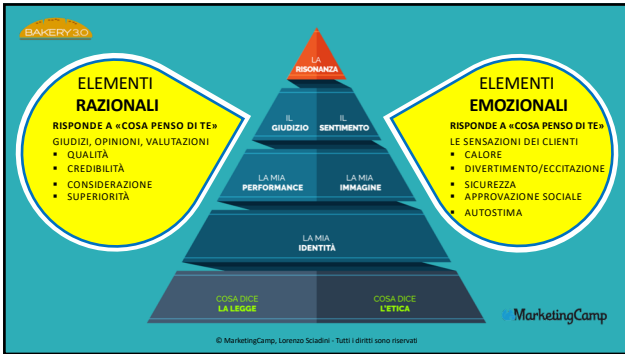 BAKERY 3.0
ELEMENTI
RAZIONALI
RISPONDE A «COSA PENSO DI TE»
GIUDIZI, OPINIONI, VALUTAZIONI
▪ QUALITÀ
▪ CREDIBILITÀ
▪ CONSIDERAZIONE
▪ SUPERIORITÀ
LA
RISONANZA
IL
GIUDIZIO
IL
SENTIMENTO
LA MIA
PERFORMANCE
LA MIA
IMMAGINE
LA MIA
IDENTITÀ
COSA DICE
LA LEGGE
COSA DICE
L'ETICA
ELEMENTI
EMOZIONALI
RISPONDE A «COSA PENSO DI TE»
LE SENSAZIONI DEI CLIENTI
▪ CALORE
▪ DIVERTIMENTO/ECCITAZIONE
▪ SICUREZZA
▪ APPROVAZIONE SOCIALE
▪ AUTOSTIMA
MarketingCamp
© MarketingCamp, Lorenzo Sciadini - Tutti i diritti sono riservati